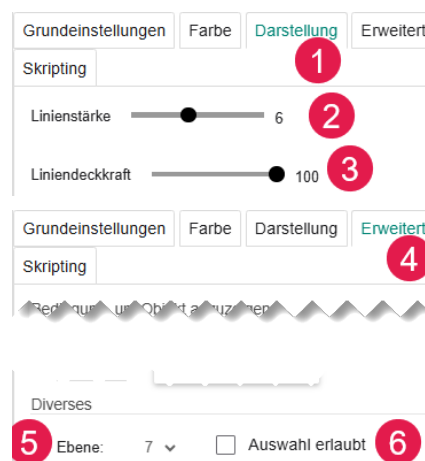 Grundeinstellungen Farbe Darstellung Erweitert
1
Skripting
Linienstärke 6 2
Liniendeckkraft 100 3
Grundeinstellungen Farbe Darstellung Erweitert
4
Skripting
Diverses
5 Ebene: 7 Auswahl erlaubt 6